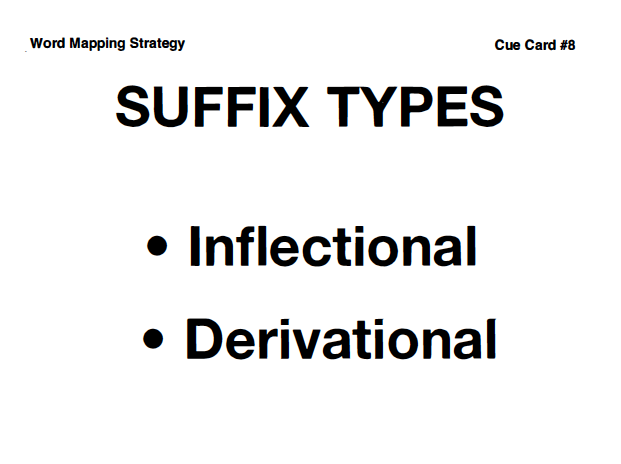 Word Mapping Strategy
Cue Card #8
SUFFIX TYPES
• Inflectional
• Derivational